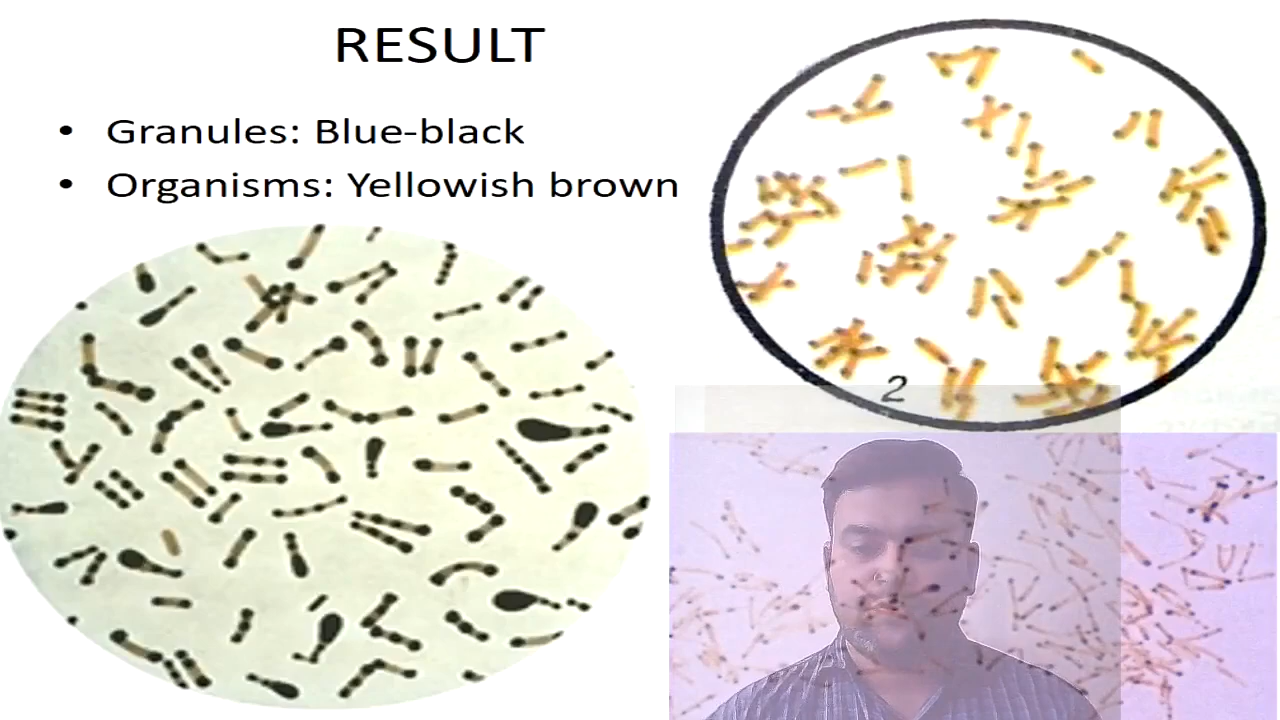 RESULT
• Granules: Blue-black
• Organisms: Yellowish brown
2